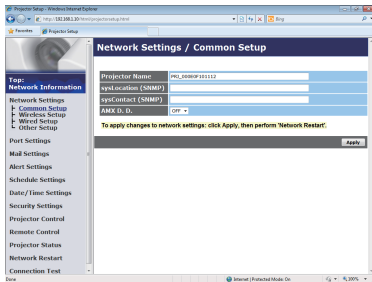 Projector Setup - Windows Internet Explorer
http://192.168.1.10/html/projectorsetup.html
Bing
Favorites
Projector Setup
Network Settings / Common Setup
Top:
Network Information
Network Settings
Common Setup
Wireless Setup
Wired Setup
Other Setup
Port Settings
Mail Settings
Alert Settings
Schedule Settings
Date/Time Settings
Security Settings
Projector Control
Remote Control
Projector Status
Network Restart
Connection Test
Projector Name
sysLocation (SNMP)
sysContact (SNMP)
AMX D. D.
OFF
To apply changes to network settings: click Apply, then perform 'Network Restart'.
Apply
Done
Internet | Protected Mode: On
100%